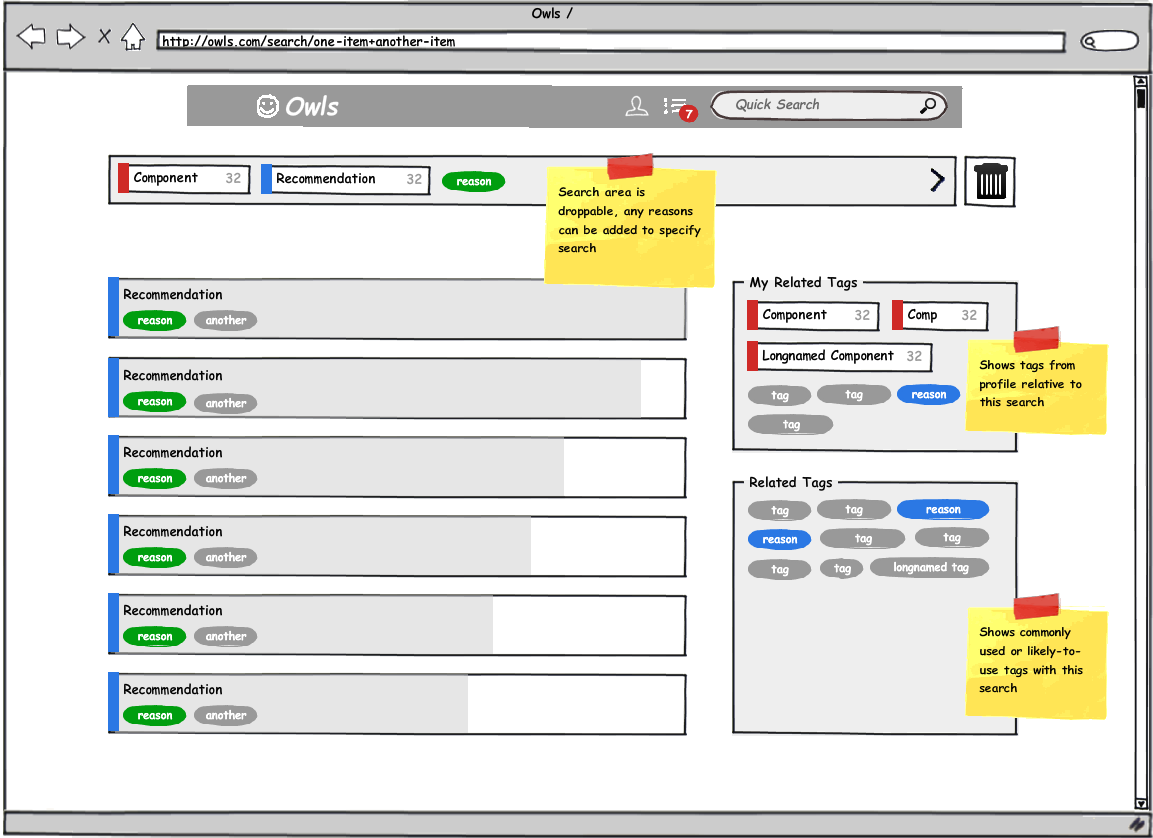 Owls /
http://owls.com/search/one-item+another-item
Owls
7
Quick Search
Component 32
Recommendation 32
reason
Search area is
droppable, any reasons
can be added to specify
search
Recommendation
reason another
Recommendation
reason another
Recommendation
reason another
Recommendation
reason another
Recommendation
reason another
Recommendation
reason another
My Related Tags
Component 32
Comp 32
Longnamed Component 32
tag tag reason
tag
Shows tags from
profile relative to
this search
Related Tags
tag tag reason
reason tag tag
tag tag longnamed tag
Shows commonly
used or likely-to-
use tags with this
search